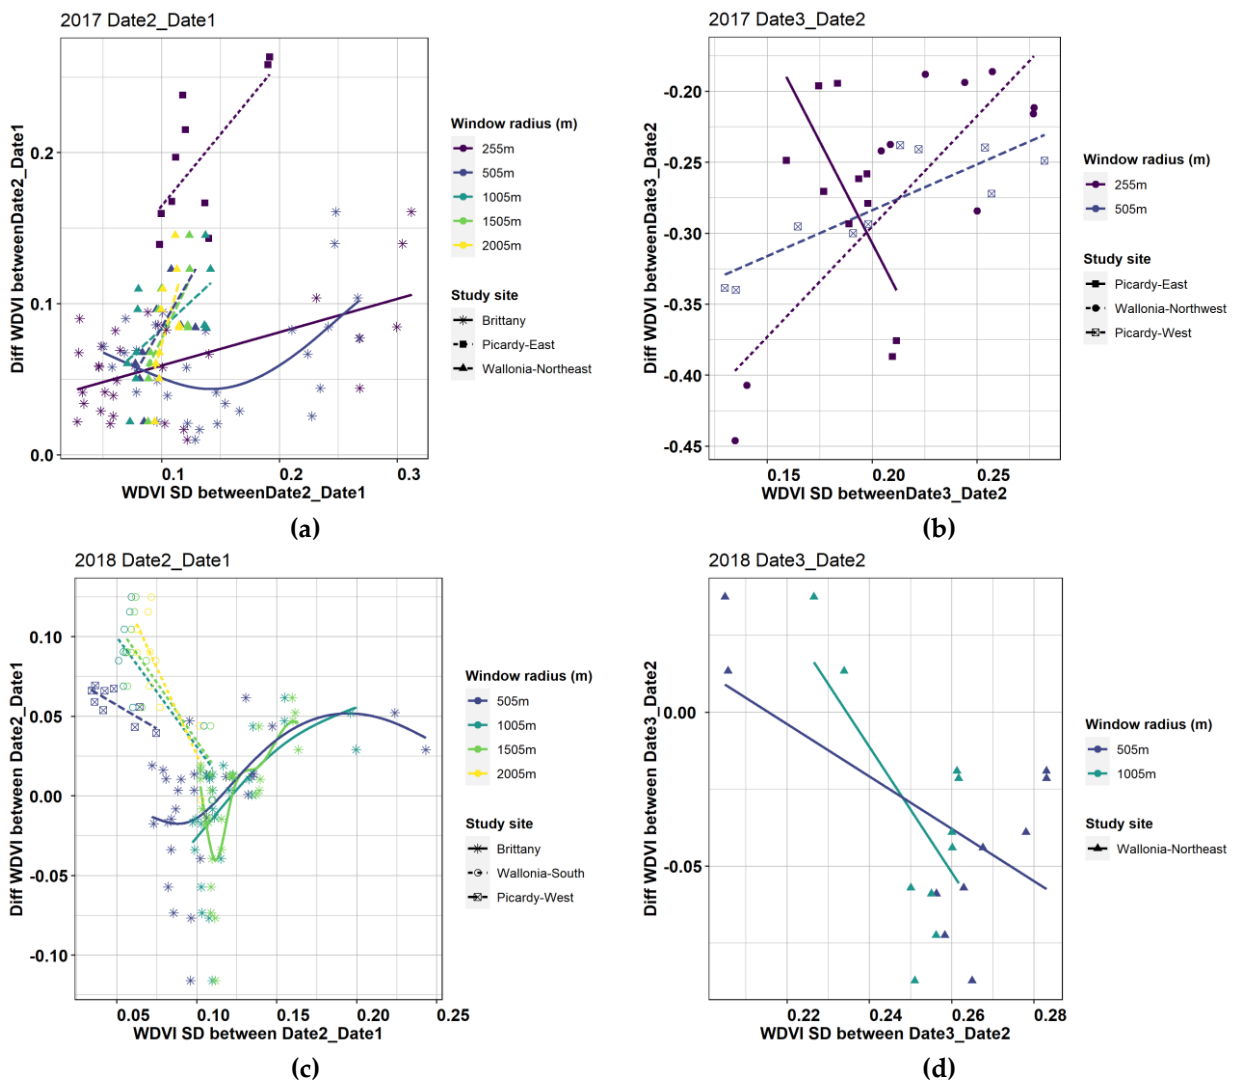 2017 Date2_Date1
Diff WDVI betweenDate2_Date1
0.2
0.1
0.0
0.1
0.2
0.3
WDVI SD betweenDate2_Date1
Window radius (m)
255m
505m
1005m
1505m
2005m
Study site
Brittany
Picardy-East
Wallonia-Northeast
(a)
2017 Date3_Date2
Diff WDVI betweenDate3_Date2
-0.20
-0.25
-0.30
-0.35
-0.40
-0.45
0.15
0.20
0.25
WDVI SD betweenDate3_Date2
Window radius (m)
255m
505m
Study site
Picardy-East
Wallonia-Northwest
Picardy-West
(b)
2018 Date2_Date1
Diff WDVI between Date2_Date1
0.10
0.05
0.00
-0.05
-0.10
0.05
0.10
0.15
0.20
0.25
WDVI SD between Date2_Date1
Window radius (m)
505m
1005m
1505m
2005m
Study site
Brittany
Wallonia-South
Picardy-West
(c)
2018 Date3_Date2
Diff WDVI between Date3_Date2
0.00
-0.05
0.22
0.24
0.26
0.28
WDVI SD between Date3_Date2
Window radius (m)
505m
1005m
Study site
Wallonia-Northeast
(d)